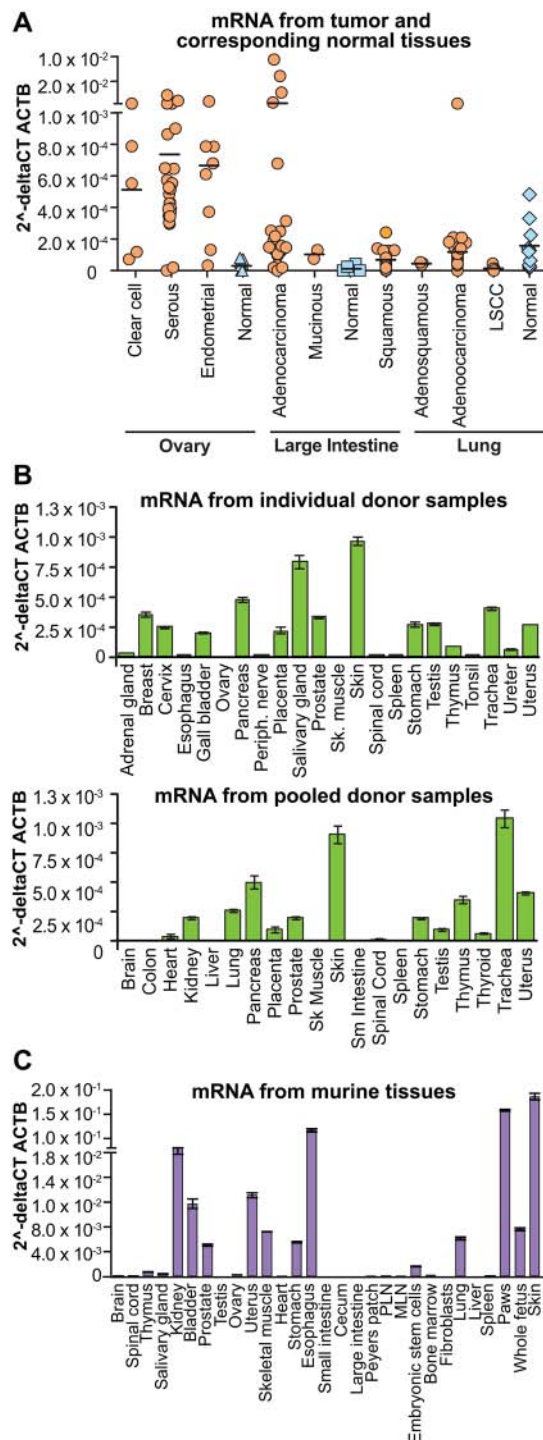 A
mRNA from tumor and
corresponding normal tissues
2^-deltaCT ACTB
1.0 x 10-2
2.0 x 10-2
1.0 x 10-4
8.0 x 10-4
6.0 x 10-4
4.0 x 10-4
2.0 x 10-4
0
Clear cell
Serous
Endometrial
Normal
Adenocarcinoma
Mucinous
Normal
Squamous
Adenosquamous
Adenoocarcinoma
LSCC
Normal
Ovary
Large Intestine
Lung
B
mRNA from individual donor samples
2^-deltaCT ACTB
1.3 x 10-3
1.0 x 10-3
7.5 x 10-4
5.0 x 10-4
2.5 x 10-4
0
Adrenal gland
Breast
Cervix
Esophagus
Gall bladder
Ovary
Pancreas
Periph. nerve
Placenta
Salivary gland
Prostate
Sk. muscle
Skin
Spinal cord
Spleen
Stomach
Testis
Thymus
Tonsil
Trachea
Ureter
Uterus
mRNA from pooled donor samples
2^-deltaCT ACTB
1.3 x 10-3
1.0 x 10-3
7.5 x 10-4
5.0 x 10-4
2.5 x 10-4
0
Brain
Colon
Heart
Kidney
Liver
Lung
Pancreas
Placenta
Prostate
Sk Muscle
Skin
Sm Intestine
Spinal Cord
Spleen
Stomach
Testis
Thymus
Thyroid
Trachea
Uterus
C
mRNA from murine tissues
2^-deltaCT ACTB
2.0 x 10-1
1.5 x 10-1
1.0 x 10-1
1.8 x 10-2
1.2 x 10-2
8.0 x 10-3
4.0 x 10-3
0
Brain
Spinal cord
Thymus
Salivary gland
Kidney
Bladder
Prostate
Testis
Ovary
Uterus
Skeletal muscle
Heart
Stomach
Esophagus
Small intestine
Cecum
Large intestine
Peyers patch
PLN
MLN
Embryonic stem cells
Bone marrow
Fibroblasts
Lung
Liver
Spleen
Paws
Whole fetus
Skin